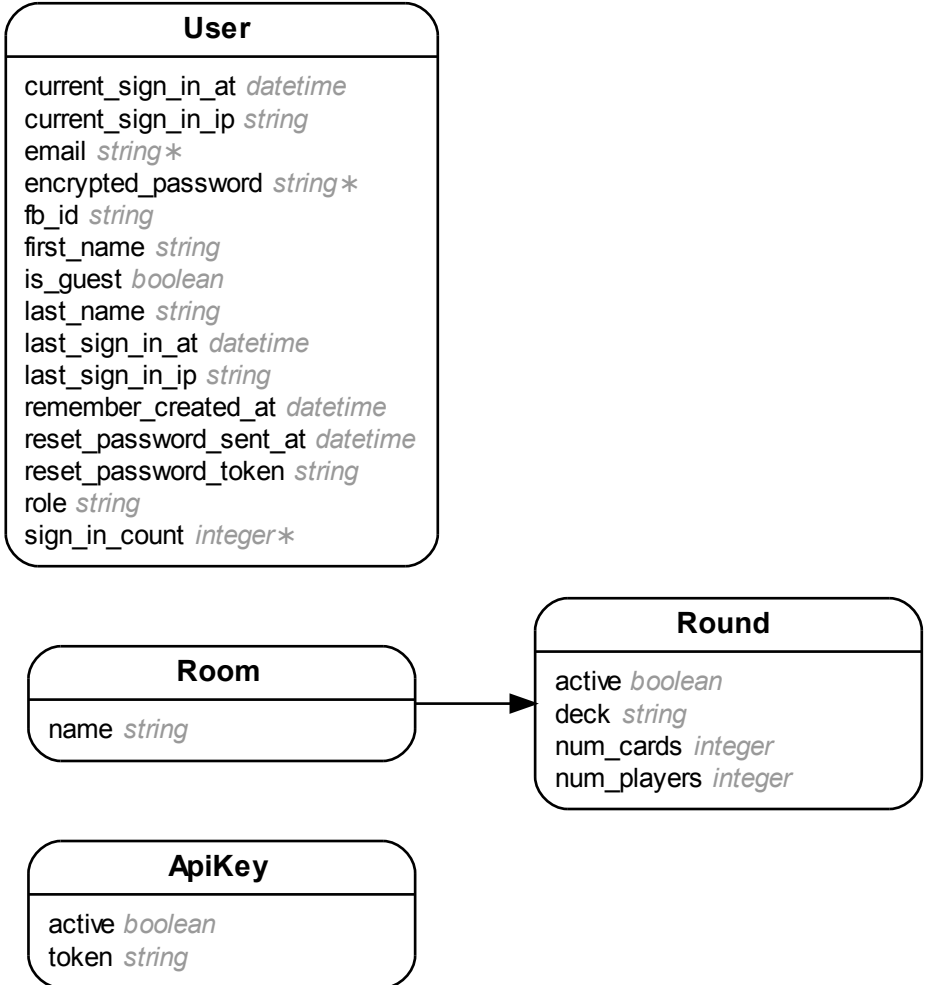 User
current_sign_in_at datetime
current_sign_in_ip string
email string∗
encrypted_password string∗
fb_id string
first_name string
is_guest boolean
last_name string
last_sign_in_at datetime
last_sign_in_ip string
remember_created_at datetime
reset_password_sent_at datetime
reset_password_token string
role string
sign_in_count integer∗
Room
name string
Round
active boolean
deck string
num_cards integer
num_players integer
ApiKey
active boolean
token string